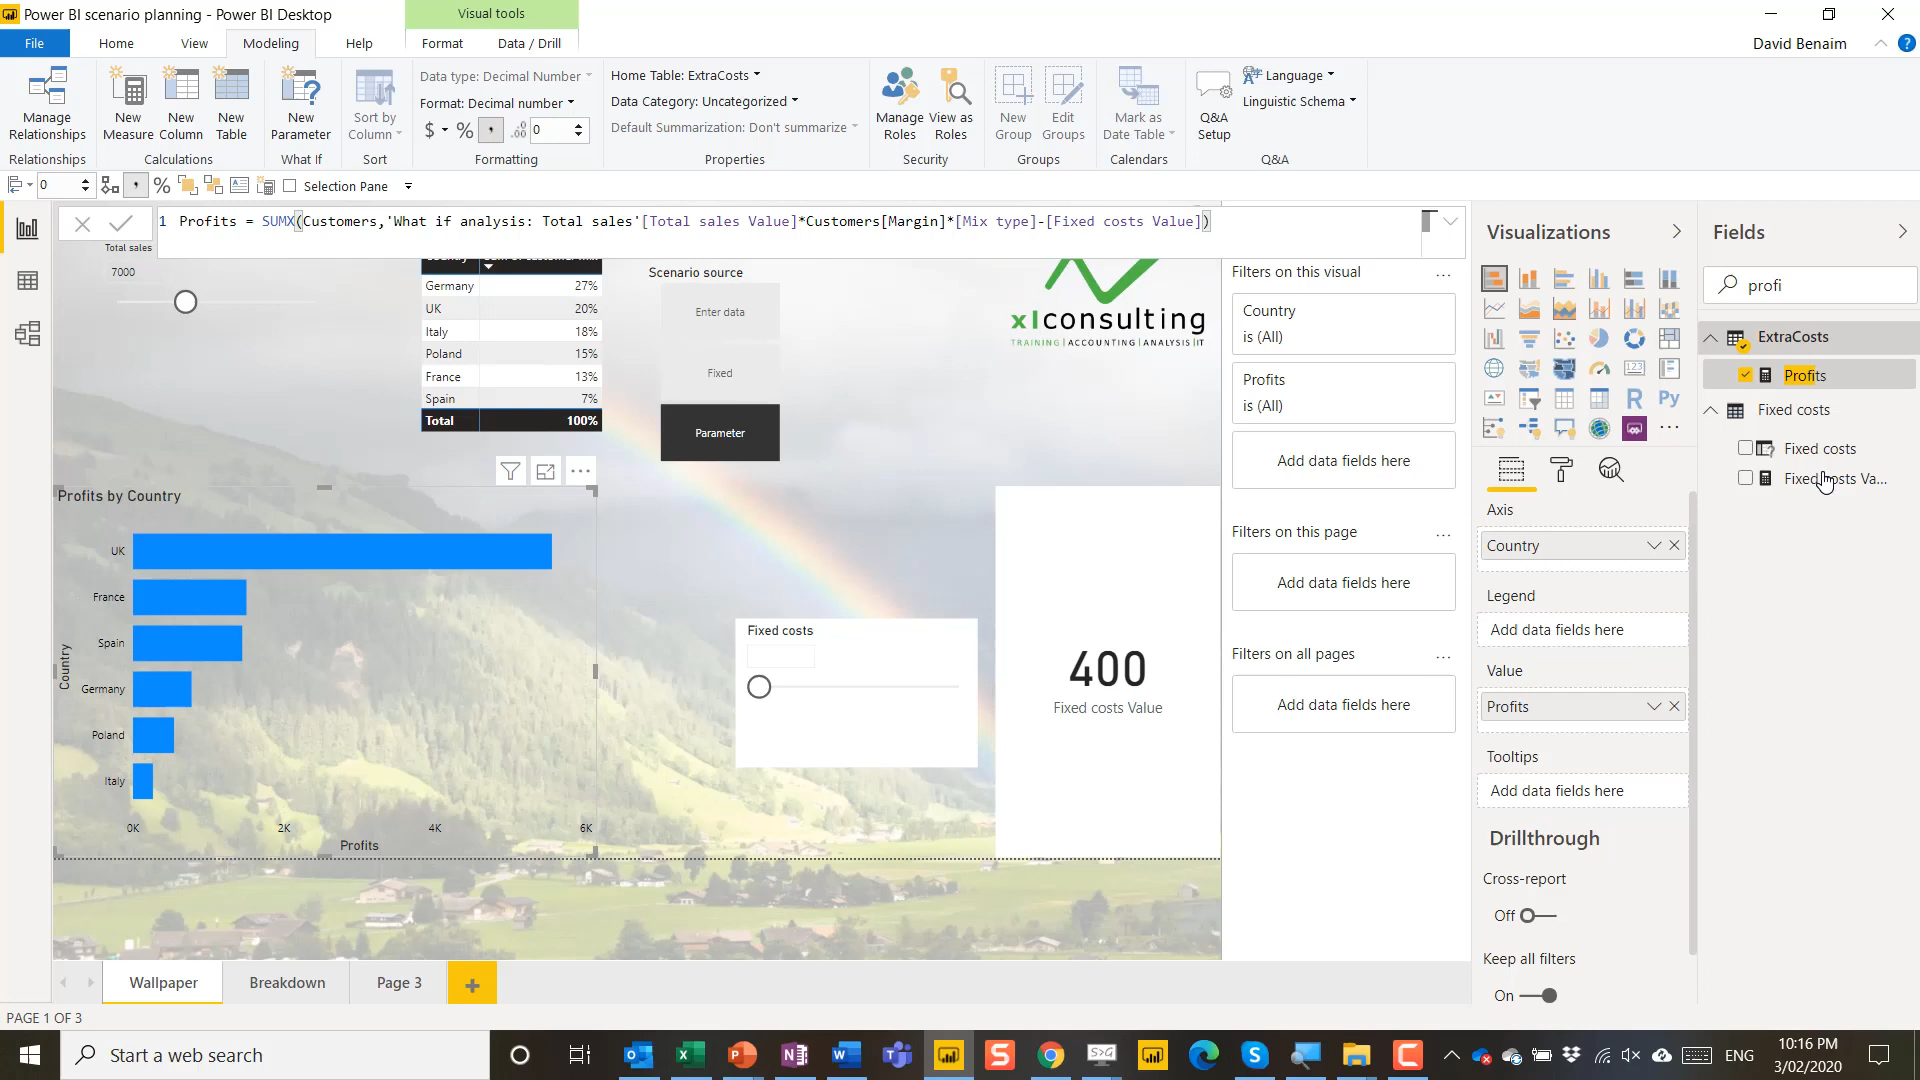 Power BI scenario planning - Power BI Desktop
Visual tools
File
Home
View
Modeling
Help
Format
Data / Drill
David Benaim
Manage Relationships
Relationships
New Measure
New Column
New Table
Calculations
New Parameter
What If
Sort by Column
Sort
Data type: Decimal Number
Format: Decimal number
$ % , .00 0
Formatting
Home Table: ExtraCosts
Data Category: Uncategorized
Default Summarization: Don't summarize
Properties
Manage Roles
View as Roles
Security
New Group
Edit Groups
Groups
Mark as Date Table
Calendars
Q&A Setup
Language
Linguistic Schema
Q&A
0
%
Selection Pane
1 Profits = SUMX(Customers,'What if analysis: Total sales'[Total sales Value]*Customers[Margin]*[Mix type]-[Fixed costs Value])
Total sales
7000
Germany 27%
UK 20%
Italy 18%
Poland 15%
France 13%
Spain 7%
Total 100%
Scenario source
Enter data
Fixed
Parameter
xlconsulting
TRAINING | ACCOUNTING | ANALYSIS | IT
Profits by Country
Country
UK
France
Spain
Germany
Poland
Italy
0K 2K 4K 6K
Profits
Fixed costs
400
Fixed costs Value
Filters on this visual
...
Country
is (All)
Profits
is (All)
Add data fields here
Filters on this page
...
Add data fields here
Filters on all pages
...
Add data fields here
Visualizations
123
R
Py
...
Axis
Country
Legend
Add data fields here
Value
Profits
Tooltips
Add data fields here
Drillthrough
Cross-report
Off
Keep all filters
On
Fields
profi
ExtraCosts
Profits
Fixed costs
Fixed costs
Fixed costs Va...
Wallpaper
Breakdown
Page 3
PAGE 1 OF 3
Start a web search
ENG
10:16 PM
3/02/2020